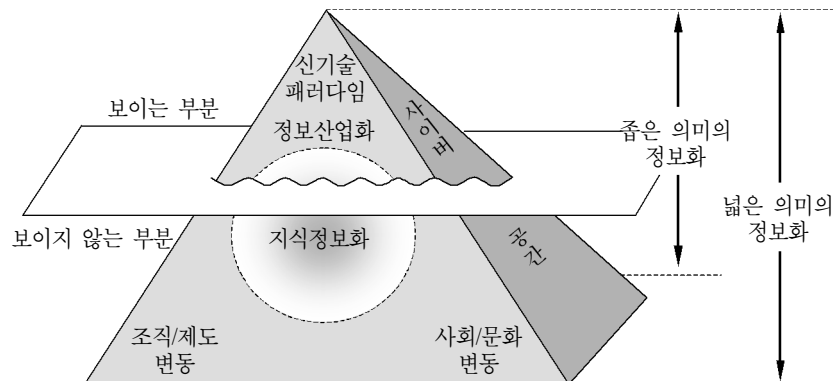 신기술
패러다임
정보산업화
사이버
보이는 부분
좁은 의미의
정보화
넓은 의미의
정보화
보이지 않는 부분
지식정보화
공간
조직/제도
변동
사회/문화
변동